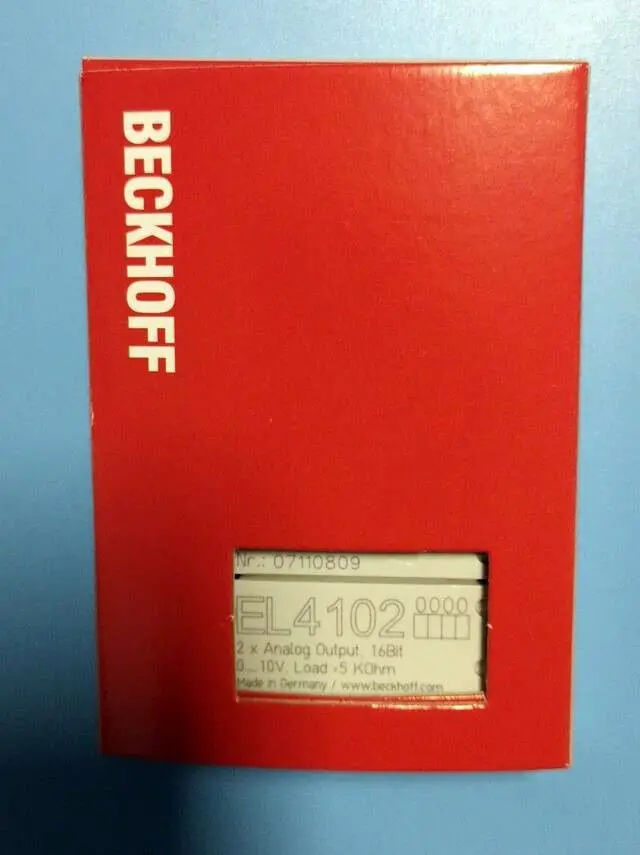 BECKHOFF
Nr.: 07110809
EL4102 0000
2 x Analog Output, 16Bit
0...10V, Load >5 KOhm
Made in Germany / www.beckhoff.com